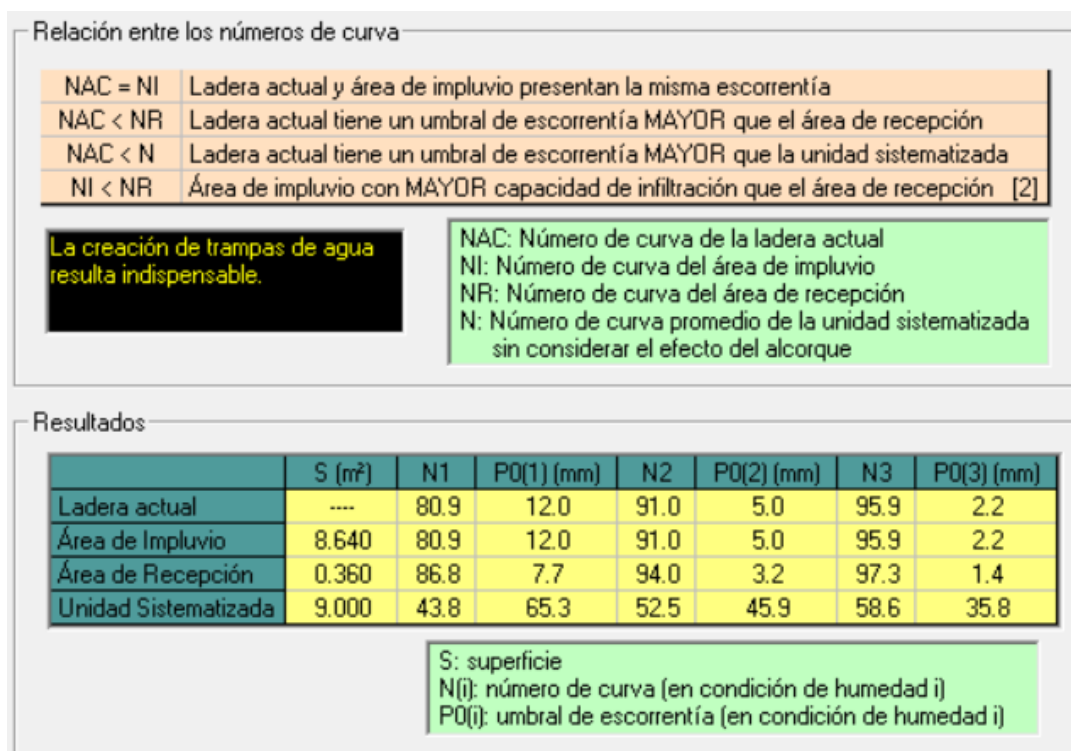 Relación entre los números de curva
NAC = NI Ladera actual y área de impluvio presentan la misma escorrentía
NAC < NR Ladera actual tiene un umbral de escorrentía MAYOR que el área de recepción
NAC < N Ladera actual tiene un umbral de escorrentía MAYOR que la unidad sistematizada
NI < NR Área de impluvio con MAYOR capacidad de infiltración que el área de recepción [2]
La creación de trampas de agua
resulta indispensable.
NAC: Número de curva de la ladera actual
NI: Número de curva del área de impluvio
NR: Número de curva del área de recepción
N: Número de curva promedio de la unidad sistematizada
sin considerar el efecto del alcorque
Resultados
S (m²) N1 P0(1) (mm) N2 P0(2) (mm) N3 P0(3) (mm)
Ladera actual ---- 80.9 12.0 91.0 5.0 95.9 2.2
Área de Impluvio 8.640 80.9 12.0 91.0 5.0 95.9 2.2
Área de Recepción 0.360 86.8 7.7 94.0 3.2 97.3 1.4
Unidad Sistematizada 9.000 43.8 65.3 52.5 45.9 58.6 35.8
S: superficie
N(i): número de curva (en condición de humedad i)
P0(i): umbral de escorrentía (en condición de humedad i)